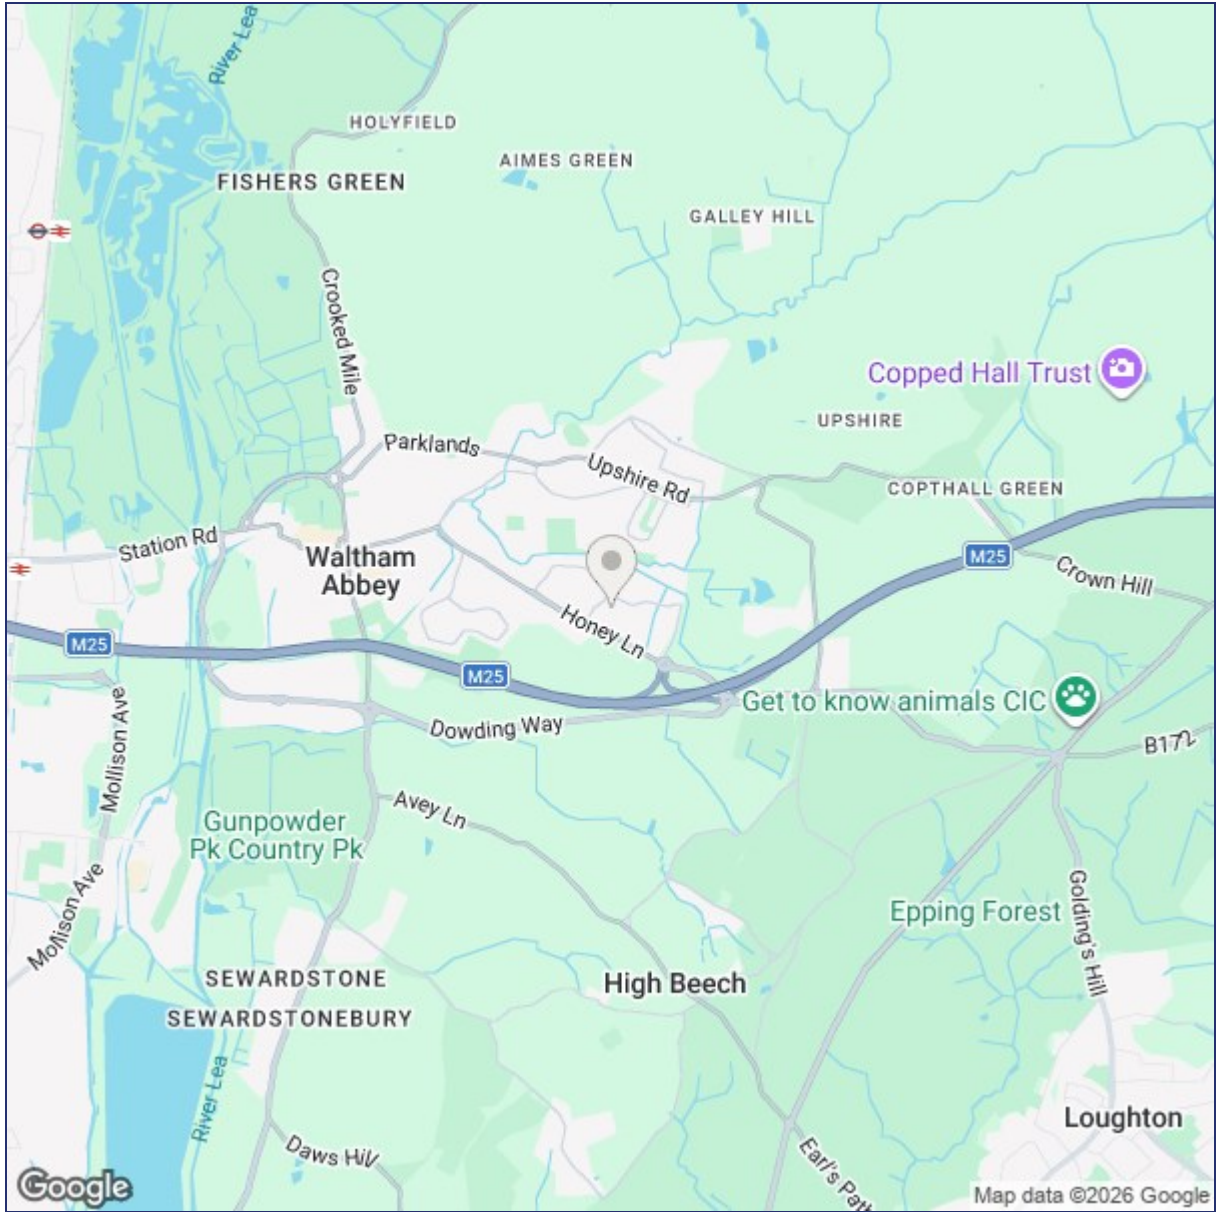 River Lea
HOLYFIELD
AIMES GREEN
FISHERS GREEN
GALLEY HILL
Crooked Mile
Copped Hall Trust
UPSHIRE
Parklands
Upshire Rd
COPTHALL GREEN
Station Rd
Waltham
Abbey
M25
Crown Hill
Honey Ln
M25
M25
Get to know animals CIC
Mollison Ave
Dowding Way
B172
Avey Ln
Gunpowder
Pk Country Pk
Mollison Ave
Golding's Hill
Epping Forest
SEWARDSTONE
High Beech
SEWARDSTONEBURY
River Lea
Loughton
Daws Hill
Earl's Path
Google
Map data ©2026 Google